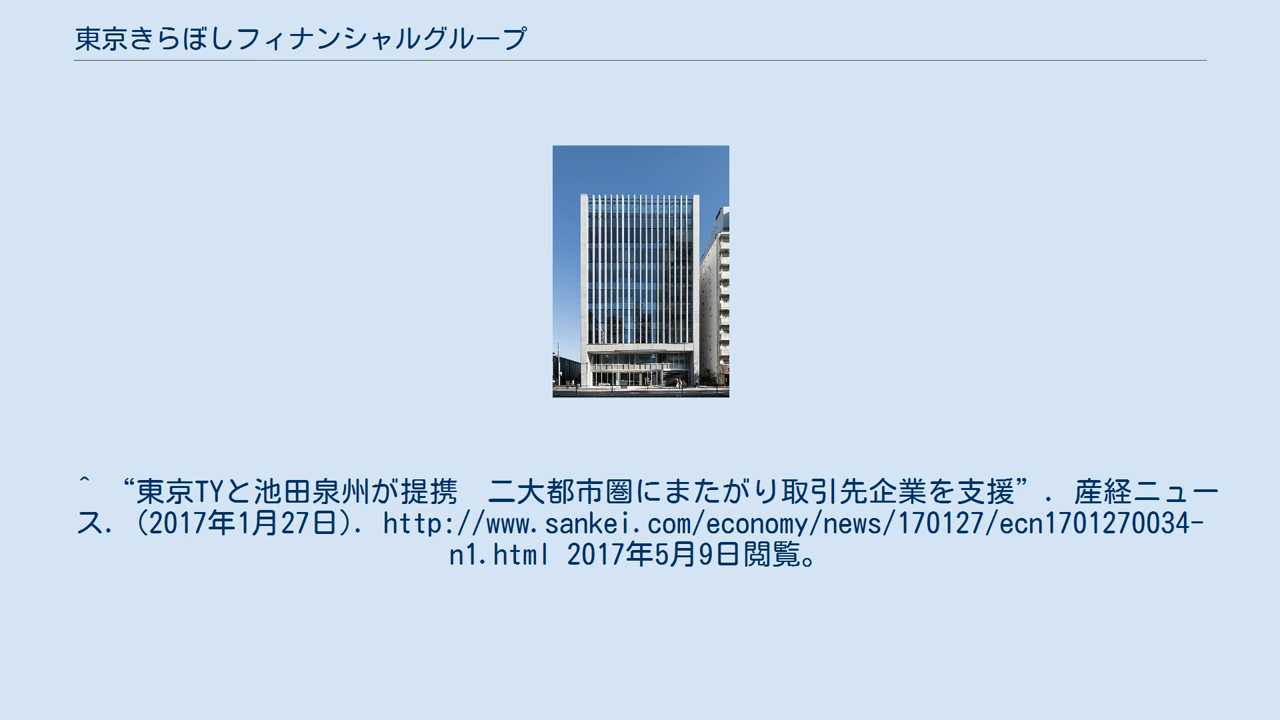 東京きらぼしフィナンシャルグループ
^ “東京TYと池田泉州が提携　二大都市圏にまたがり取引先企業を支援”. 産経ニュー
ス. (2017年1月27日). http://www.sankei.com/economy/news/170127/ecn1701270034-
n1.html 2017年5月9日閲覧。